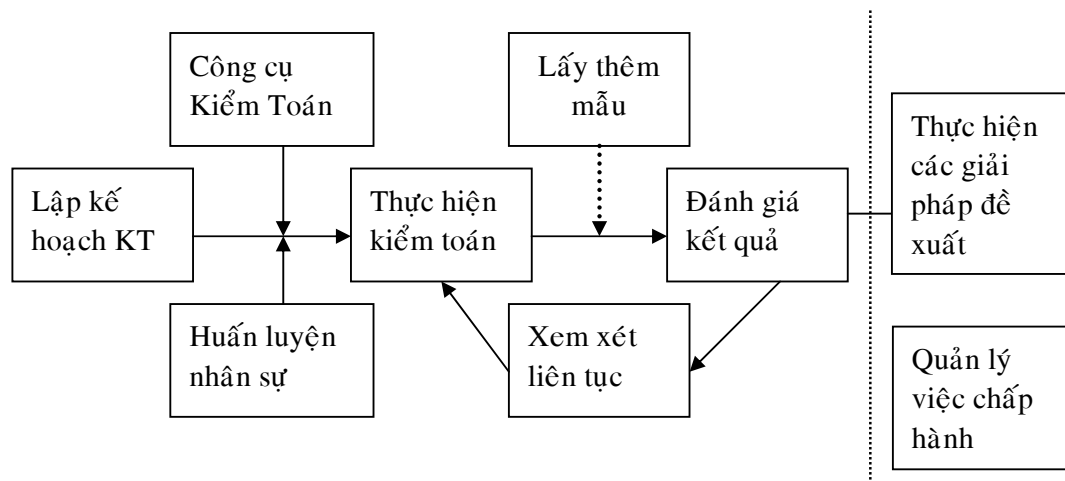 Công cụ
Kiểm Toán
Lấy thêm
mẫu
Thực hiện
các giải
pháp đề
xuất
Lập kế
hoạch KT
Thực hiện
kiểm toán
Đánh giá
kết quả
Huấn luyện
nhân sự
Xem xét
liên tục
Quản lý
việc chấp
hành